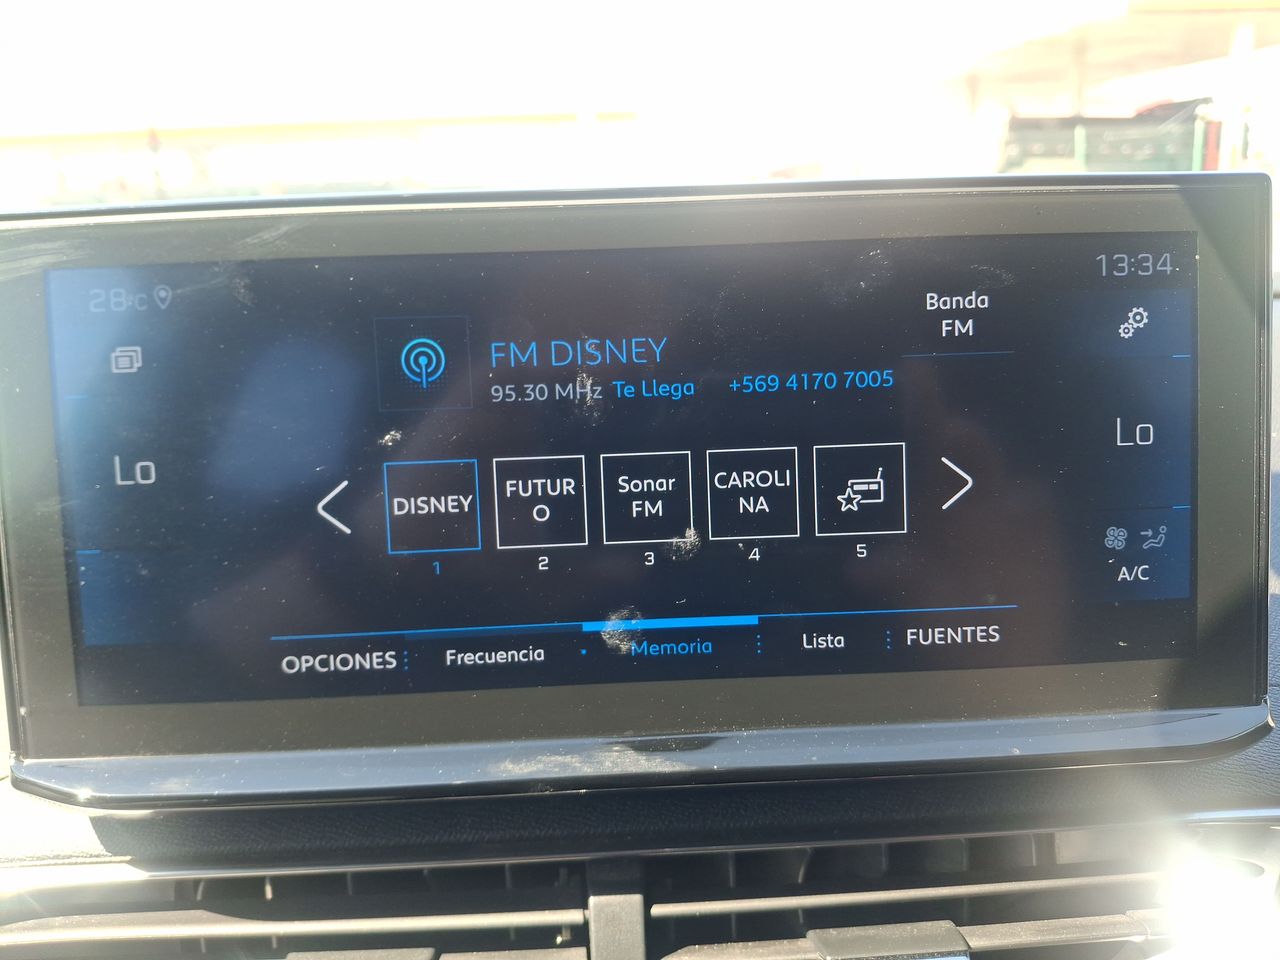 28°C
13:34
Banda
FM
FM DISNEY
95.30 MHz Te Llega +569 4170 7005
Lo
Lo
DISNEY
FUTUR
O
Sonar
FM
CAROLI
NA
1
2
3
4
5
A/C
OPCIONES
Frecuencia
Memoria
Lista
FUENTES